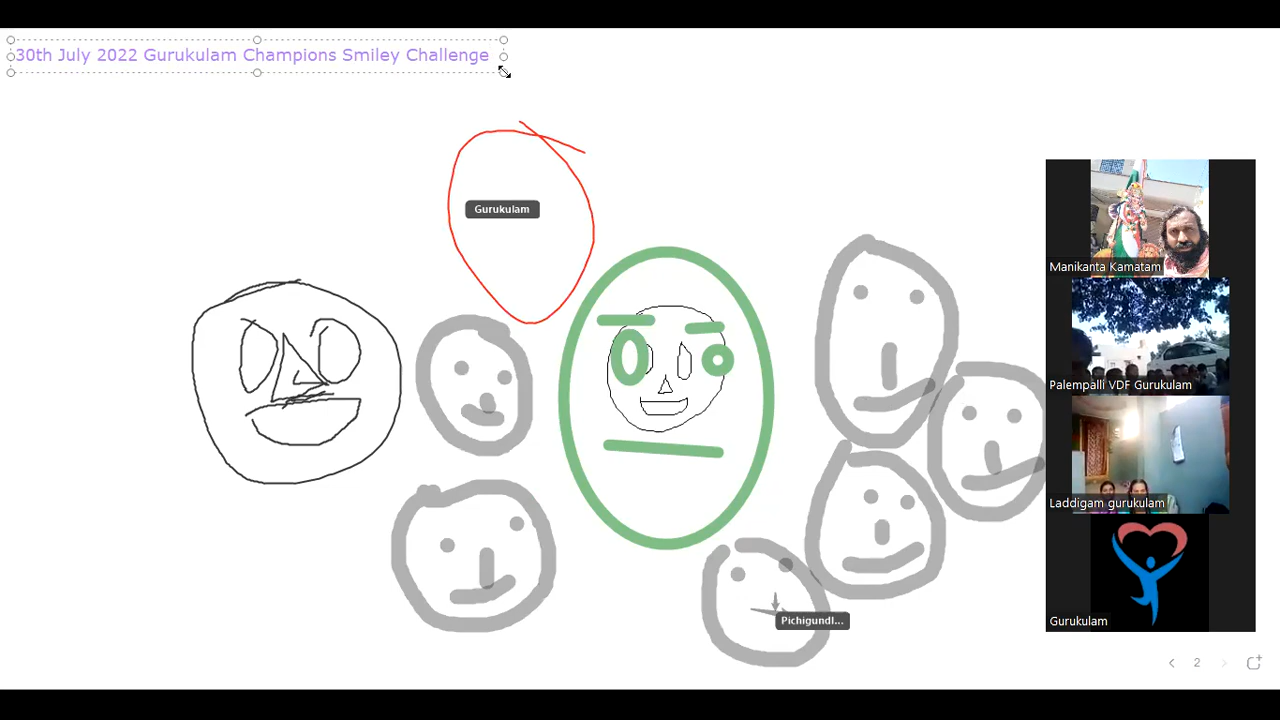 30th July 2022 Gurukulam Champions Smiley Challenge
Gurukulam
Manikanta Kamatam
Palempalli VDF Gurukulam
Laddigam gurukulam
Pichigundl...
Gurukulam
2